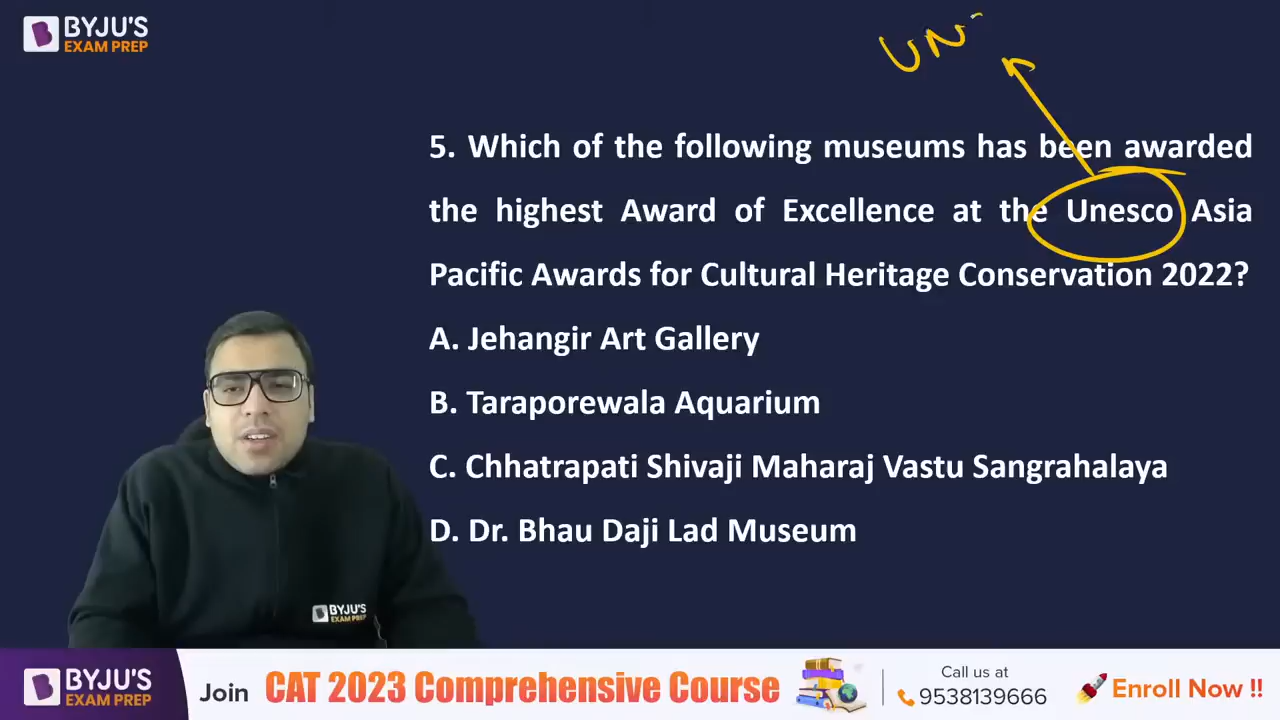 BYJU'S
EXAM PREP
UN
5. Which of the following museums has been awarded
the highest Award of Excellence at the Unesco Asia
Pacific Awards for Cultural Heritage Conservation 2022?
A. Jehangir Art Gallery
B. Taraporewala Aquarium
C. Chhatrapati Shivaji Maharaj Vastu Sangrahalaya
D. Dr. Bhau Daji Lad Museum
BYJU'S
EXAM PREP
BYJU'S
EXAM PREP
Join CAT 2023 Comprehensive Course
Call us at
9538139666
Enroll Now !!